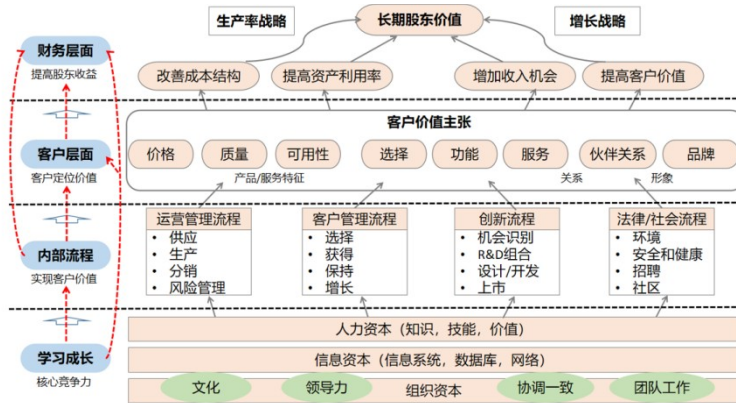 生产率战略
长期股东价值
增长战略
财务层面
提高股东收益
改善成本结构
提高资产利用率
增加收入机会
提高客户价值
客户价值主张
客户层面
客户定位价值
价格
质量
可用性
选择
功能
服务
伙伴关系
品牌
产品/服务特征
关系
形象
内部流程
实现客户价值
运营管理流程
• 供应
• 生产
• 分销
• 风险管理
客户管理流程
• 选择
• 获得
• 保持
• 增长
创新流程
• 机会识别
• R&D组合
• 设计/开发
• 上市
法律/社会流程
• 环境
• 安全和健康
• 招聘
• 社区
学习成长
核心竞争力
人力资本（知识，技能，价值）
信息资本（信息系统，数据库，网络）
文化
领导力
组织资本
协调一致
团队工作